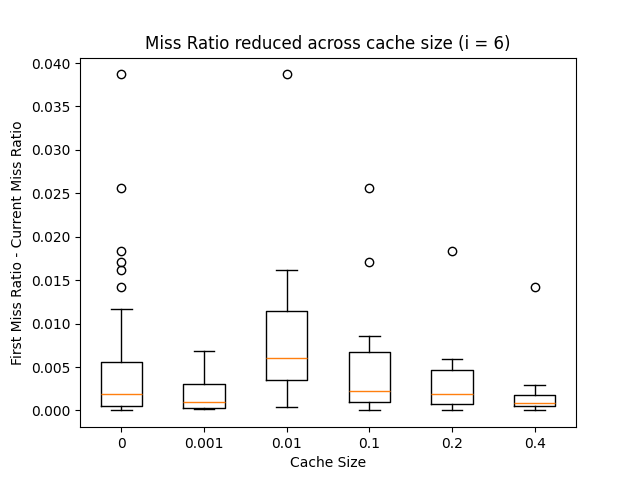 Miss Ratio reduced across cache size (i = 6)
First Miss Ratio - Current Miss Ratio
0.040
0.035
0.030
0.025
0.020
0.015
0.010
0.005
0.000
0 0.001 0.01 0.1 0.2 0.4
Cache Size